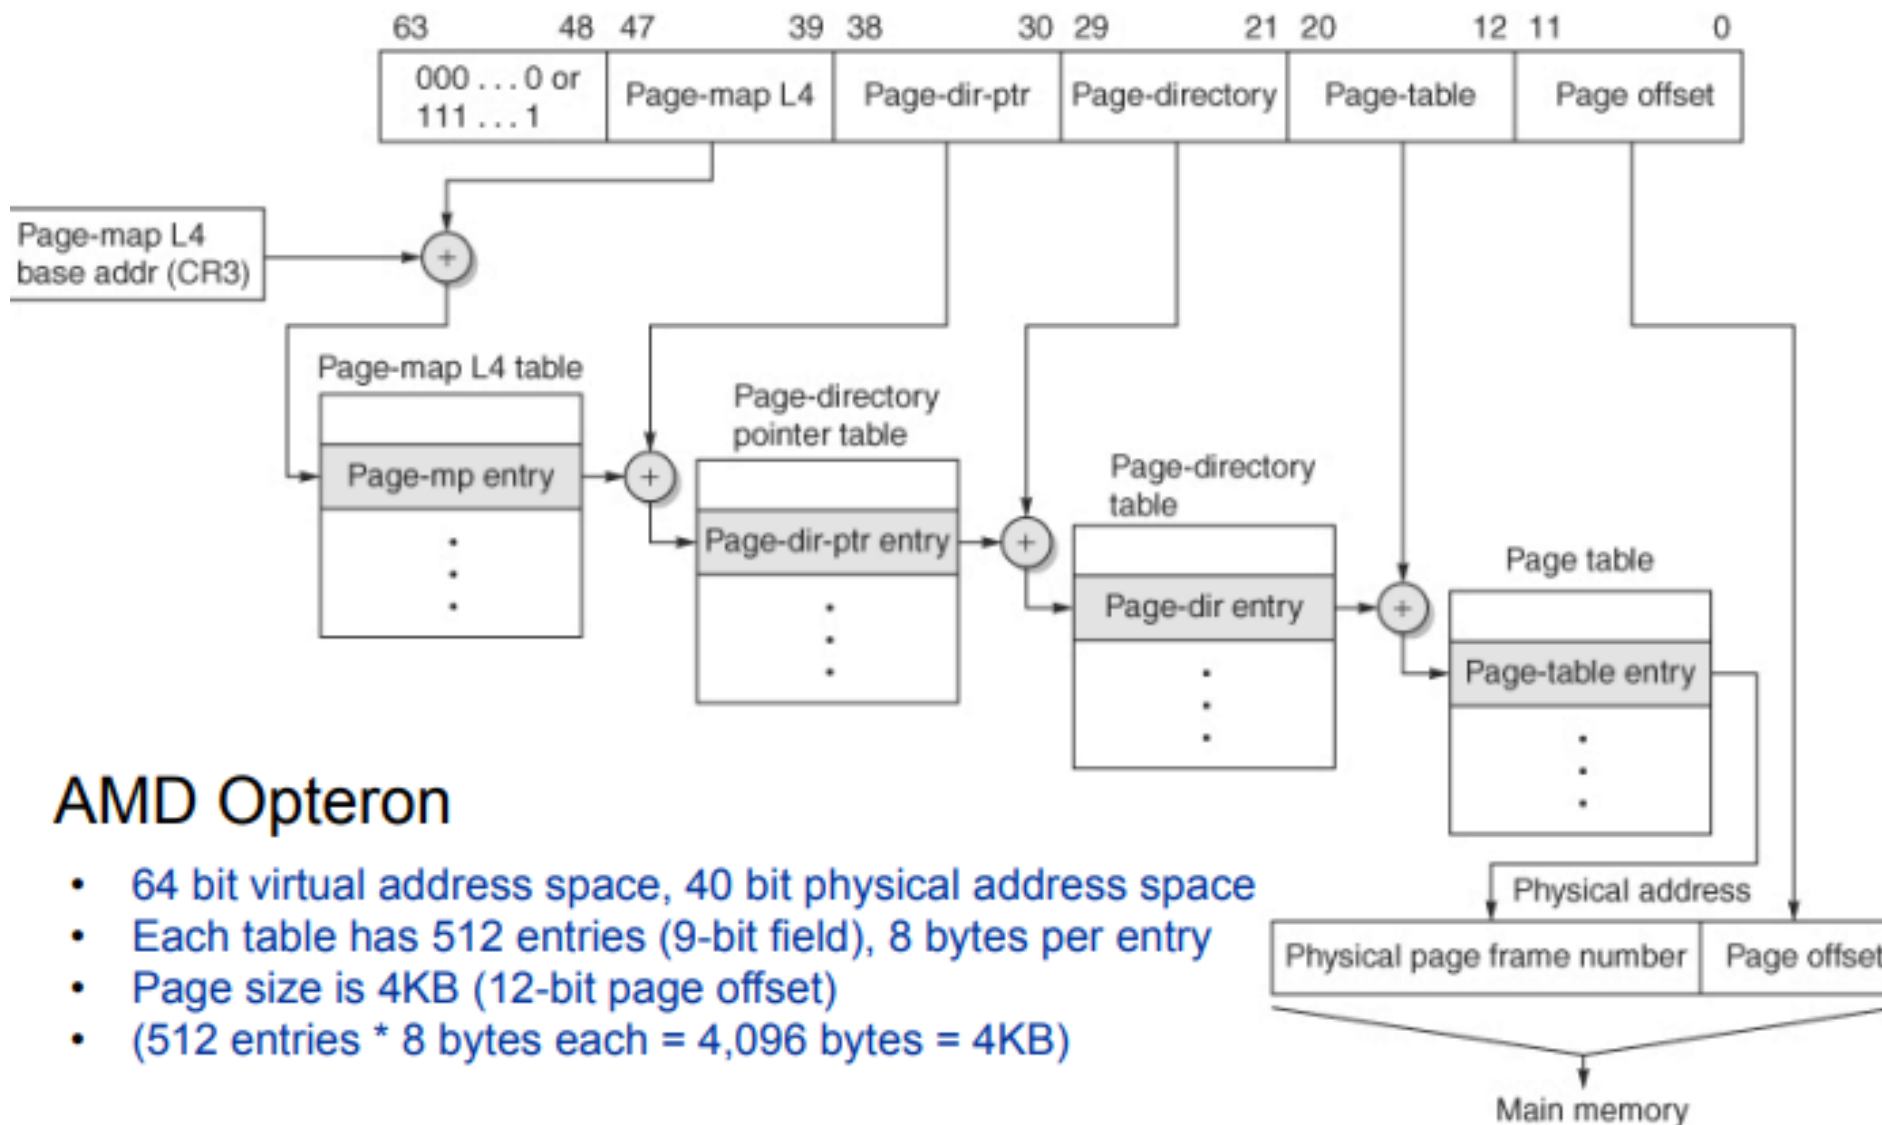 63 48 47 39 38 30 29 21 20 12 11 0
000 . . . 0 or
111 . . . 1
Page-map L4
Page-dir-ptr
Page-directory
Page-table
Page offset
Page-map L4
base addr (CR3)
+
Page-map L4 table
Page-mp entry
+
Page-directory
pointer table
Page-dir-ptr entry
+
Page-directory
table
Page-dir entry
+
Page table
Page-table entry
AMD Opteron
• 64 bit virtual address space, 40 bit physical address space
• Each table has 512 entries (9-bit field), 8 bytes per entry
• Page size is 4KB (12-bit page offset)
• (512 entries * 8 bytes each = 4,096 bytes = 4KB)
Physical address
Physical page frame number
Page offset
Main memory